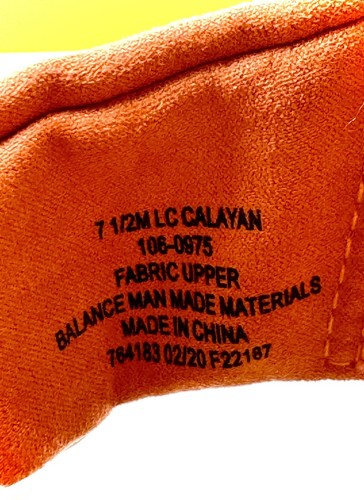 7 1/2M LC CALAYAN
106-0975
FABRIC UPPER
BALANCE MAN MADE MATERIALS
MADE IN CHINA
764183 02/20 F22167